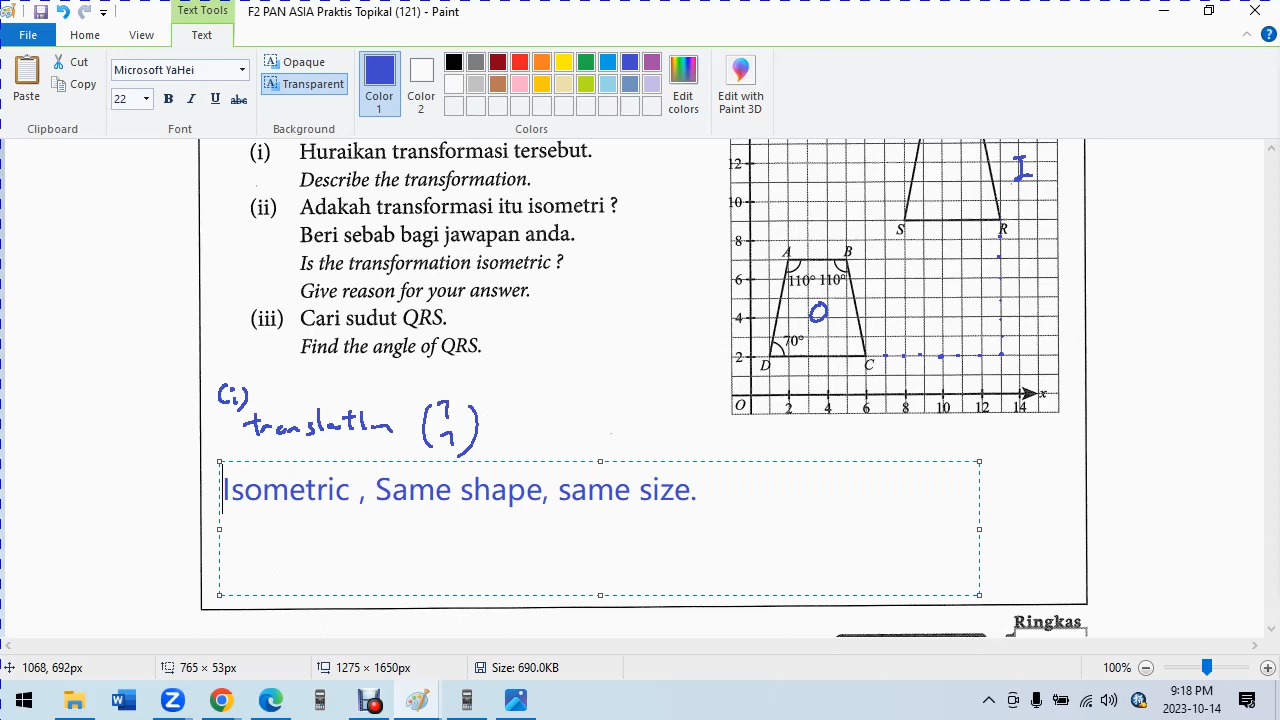 Text Tools
F2 PAN ASIA Praktis Topikal (121) - Paint
File Home View Text
Paste
Cut
Copy
Clipboard
Microsoft YaHei
22
B I U abc
Font
Opaque
Transparent
Background
Color 1
Color 2
Edit colors
Colors
Edit with Paint 3D
(i) Huraikan transformasi tersebut.
Describe the transformation.
(ii) Adakah transformasi itu isometri ?
Beri sebab bagi jawapan anda.
Is the transformation isometric ?
Give reason for your answer.
(iii) Cari sudut QRS.
Find the angle of QRS.
12
I
10
S R
8
A B
6
110° 110°
4
O
70°
2
D C
O 2 4 6 8 10 12 14 x
(i)
translation (7 7)
Isometric , Same shape, same size.
Ringkas
1068, 692px
765 × 53px
1275 × 1650px
Size: 690.0KB
100%
9:18 PM
2023-10-14